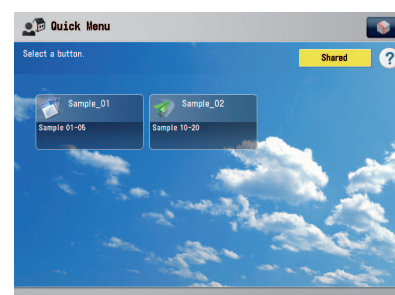 Quick Menu
Select a button.
Shared
?
Sample_01
Sample 01-05
Sample_02
Sample 10-20